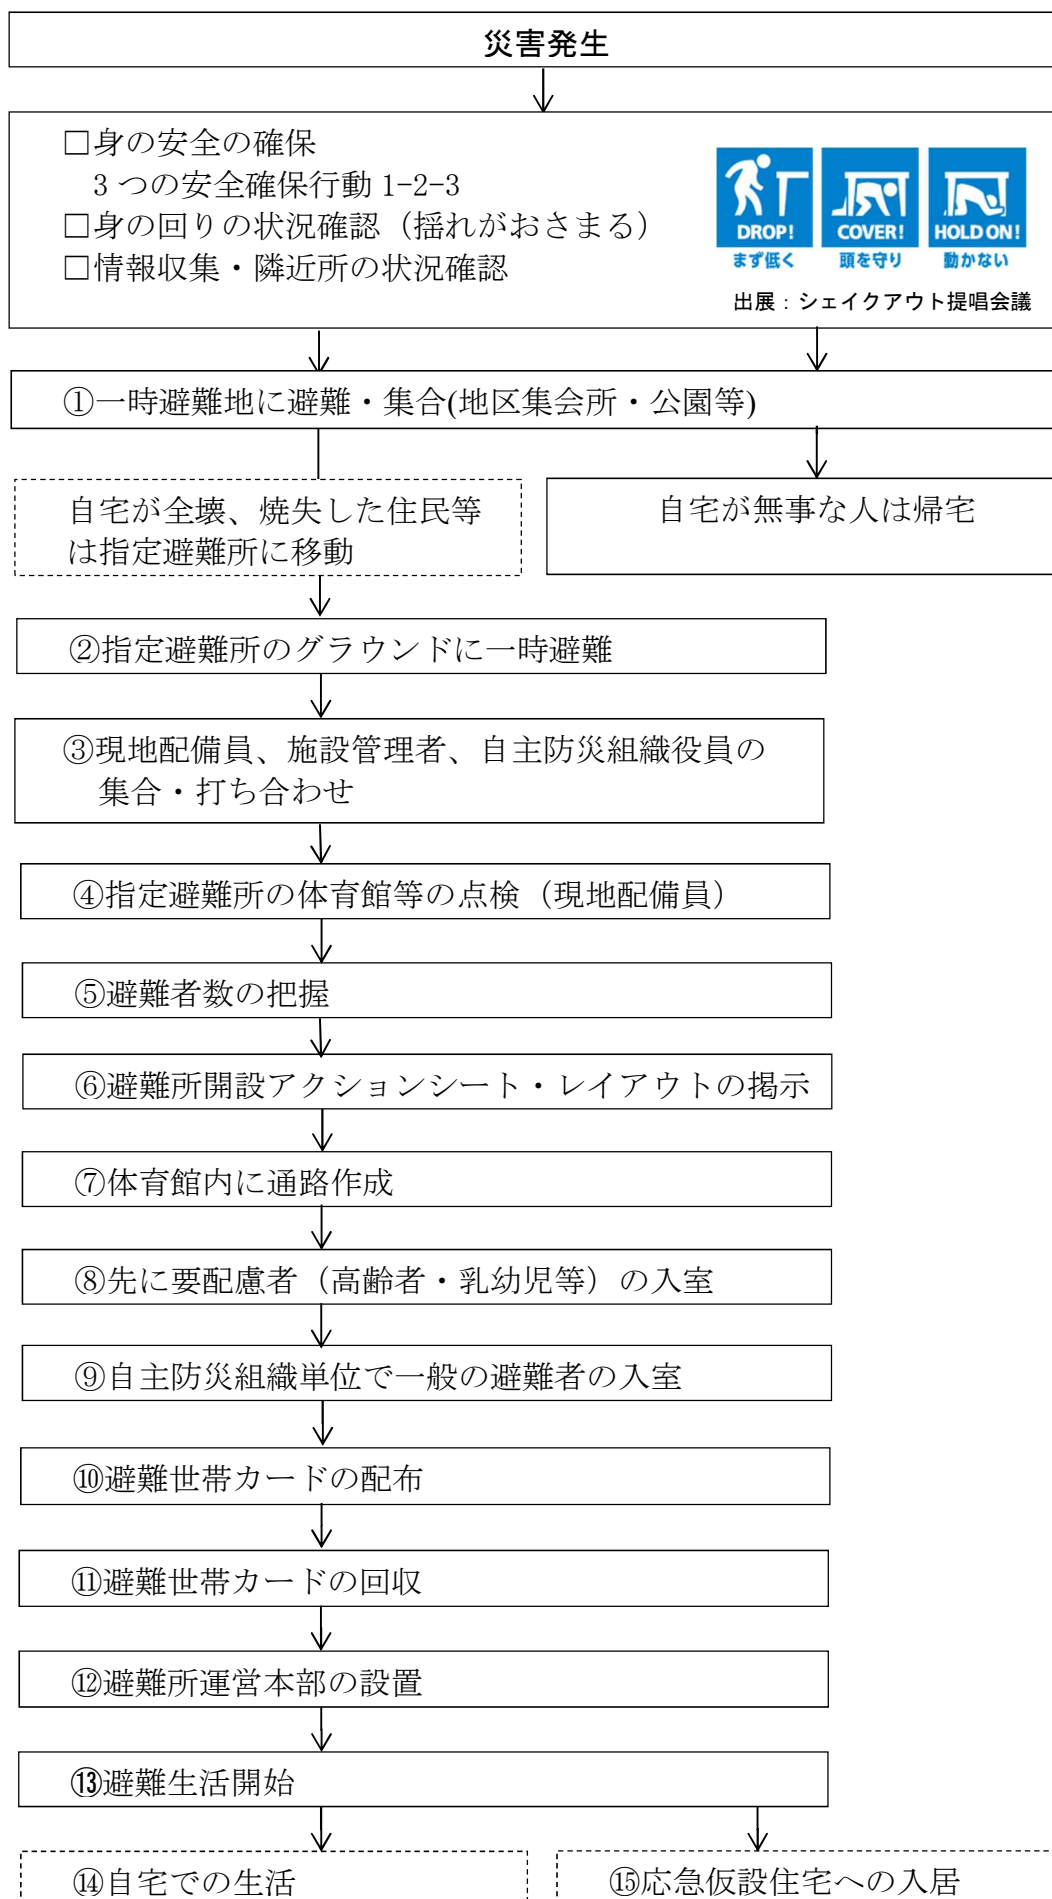 災害発生
□身の安全の確保
3つの安全確保行動1-2-3
□身の回りの状況確認（揺れがおさまる）
□情報収集・隣近所の状況確認
DROP! COVER! HOLD ON!
まず低く 頭を守り 動かない
出展：シェイクアウト提唱会議
①一時避難地に避難・集合(地区集会所・公園等)
自宅が全壊、焼失した住民等
は指定避難所に移動
自宅が無事な人は帰宅
②指定避難所のグラウンドに一時避難
③現地配備員、施設管理者、自主防災組織役員の
集合・打ち合わせ
④指定避難所の体育館等の点検（現地配備員）
⑤避難者数の把握
⑥避難所開設アクションシート・レイアウトの掲示
⑦体育館内に通路作成
⑧先に要配慮者（高齢者・乳幼児等）の入室
⑨自主防災組織単位で一般の避難者の入室
⑩避難世帯カードの配布
⑪避難世帯カードの回収
⑫避難所運営本部の設置
⑬避難生活開始
⑭自宅での生活
⑮応急仮設住宅への入居